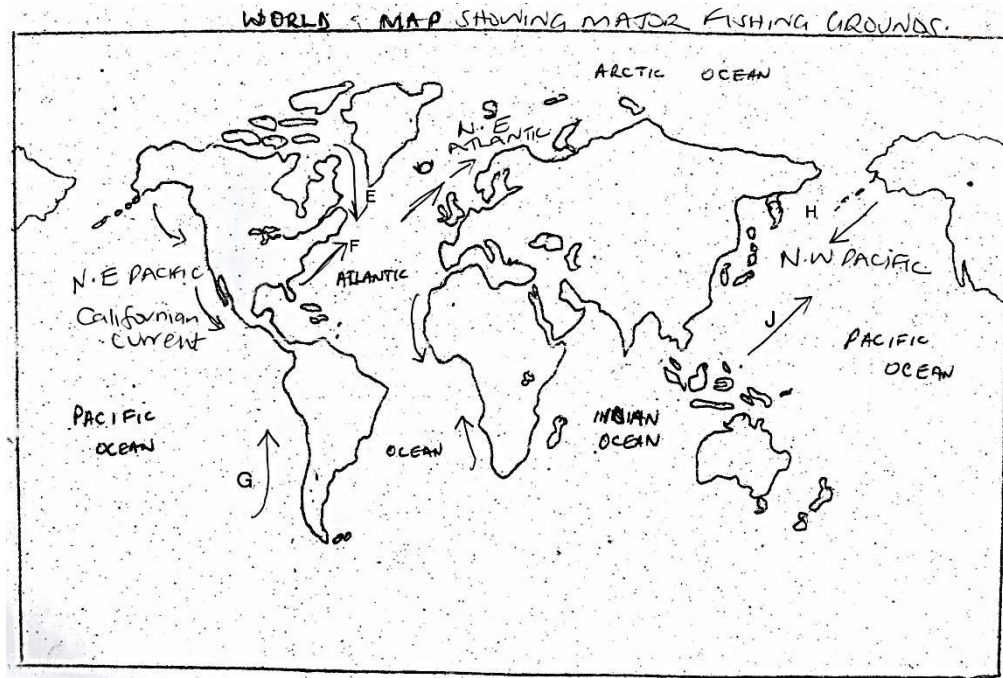 WORLD MAP SHOWING MAJOR FISHING GROUNDS.
ARCTIC OCEAN
S
N.E
ATLANTIC
E
F
ATLANTIC
H
N.W PACIFIC
N.E PACIFIC
Californian
current
J
PACIFIC
OCEAN
PACIFIC
OCEAN
G
OCEAN
INDIAN
OCEAN